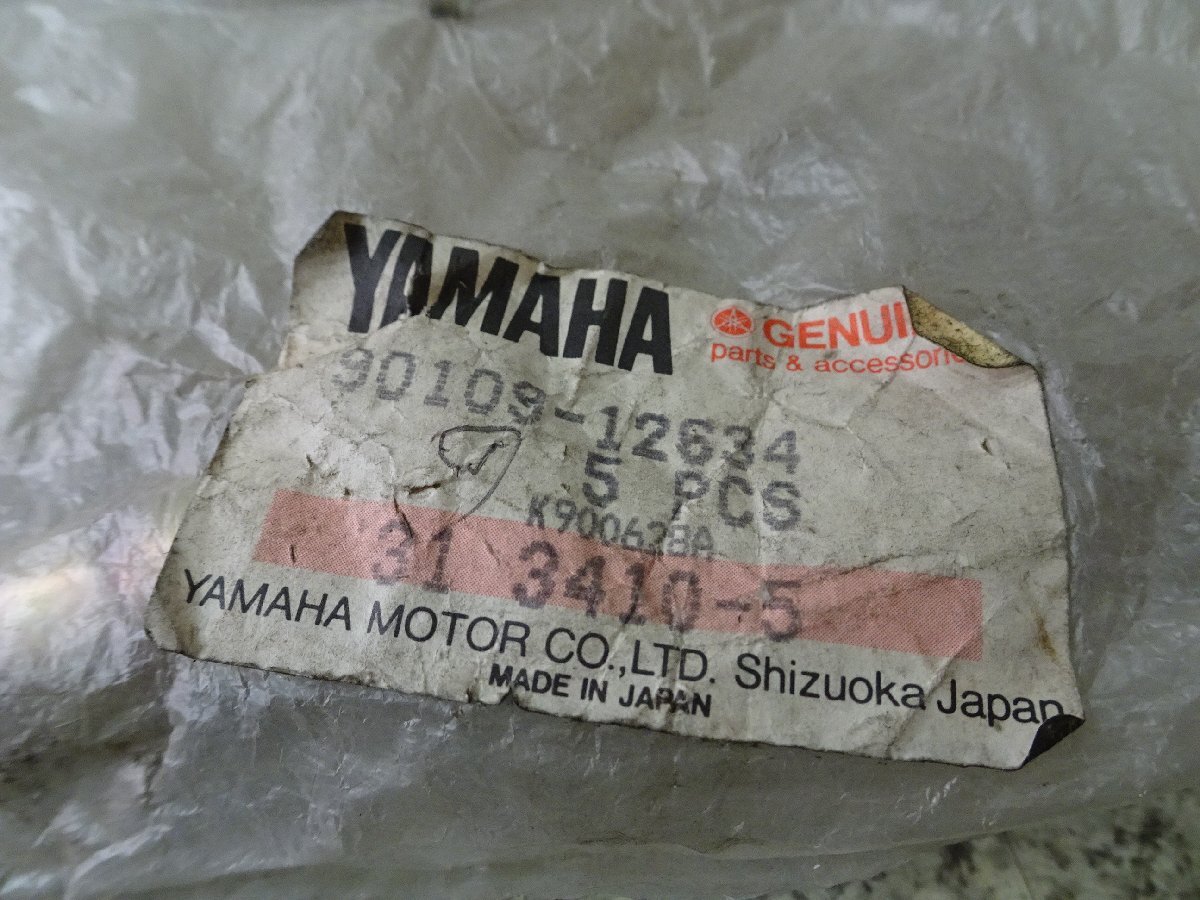 YAMAHA
GENUI
parts & accessorie
90109-12634
5 PCS
K900638A
31 3410-5
YAMAHA MOTOR CO.,LTD. Shizuoka Japan
MADE IN JAPAN